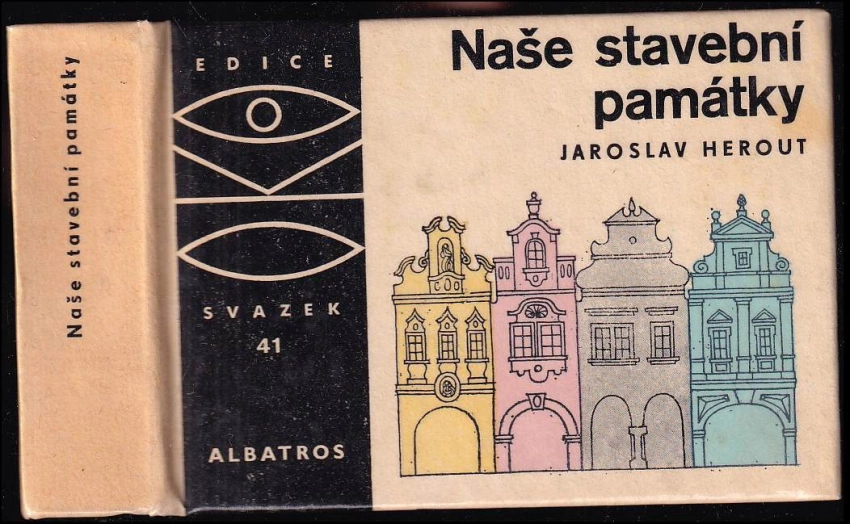 Naše stavební památky
EDICE
SVAZEK
41
ALBATROS
Naše stavební
památky
JAROSLAV HEROUT